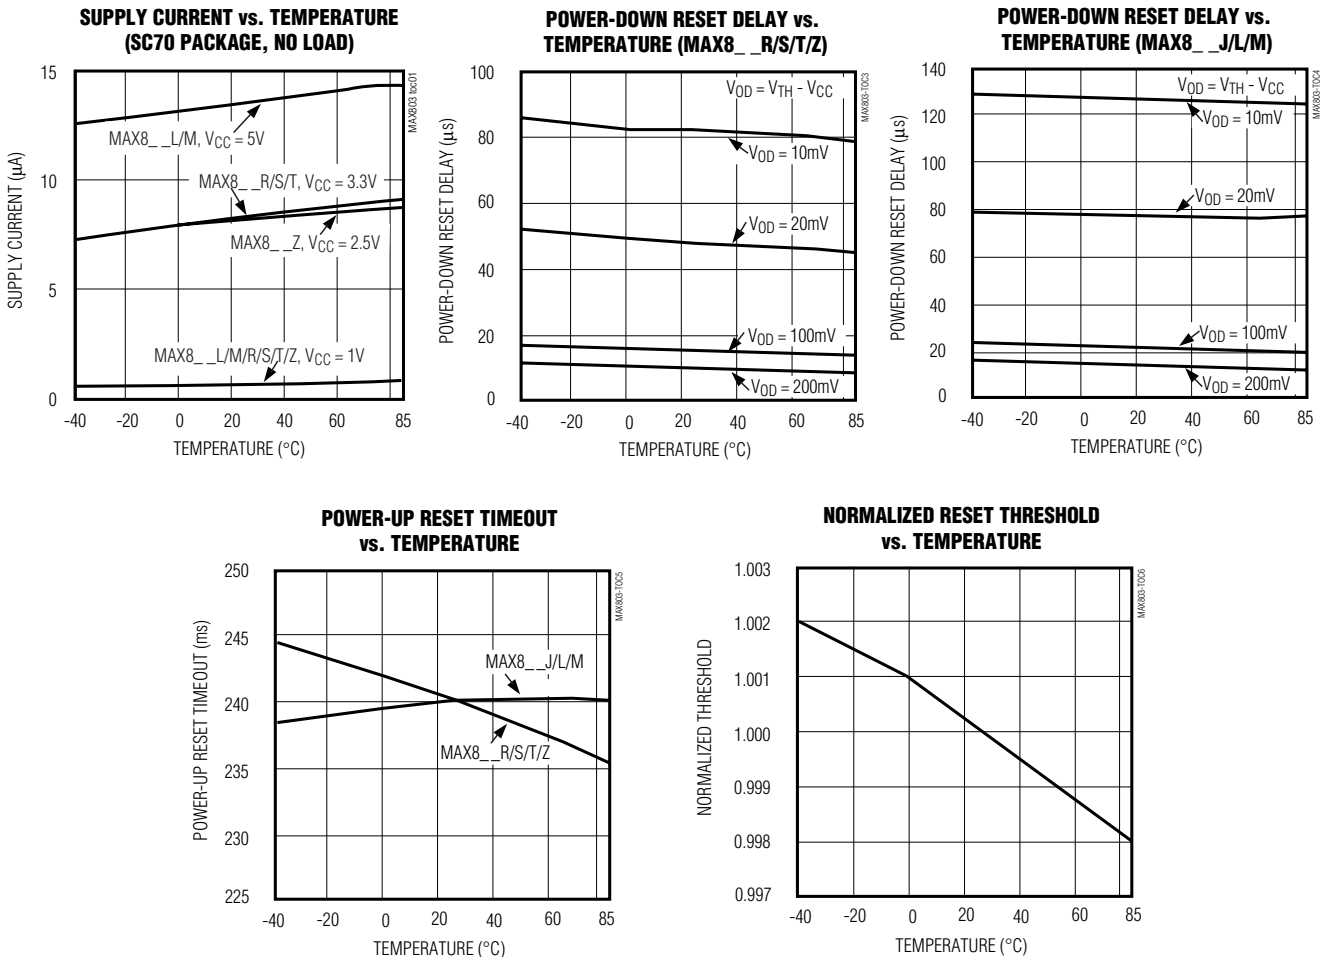 SUPPLY CURRENT vs. TEMPERATURE
(SC70 PACKAGE, NO LOAD)
SUPPLY CURRENT (µA)
15
10
5
0
MAX8_ _L/M, VCC = 5V
MAX8_ _R/S/T, VCC = 3.3V
MAX8_ _Z, VCC = 2.5V
MAX8_ _L/M/R/S/T/Z, VCC = 1V
-40 -20 0 20 40 60 85
TEMPERATURE (°C)
MAX803 toc01
POWER-DOWN RESET DELAY vs.
TEMPERATURE (MAX8_ _R/S/T/Z)
POWER-DOWN RESET DELAY (µs)
100
80
60
40
20
0
VOD = VTH - VCC
VOD = 10mV
VOD = 20mV
VOD = 100mV
VOD = 200mV
-40 -20 0 20 40 60 85
TEMPERATURE (°C)
MAX803-TOC3
POWER-DOWN RESET DELAY vs.
TEMPERATURE (MAX8_ _J/L/M)
POWER-DOWN RESET DELAY (µs)
140
120
100
80
60
40
20
0
VOD = VTH - VCC
VOD = 10mV
VOD = 20mV
VOD = 100mV
VOD = 200mV
-40 -20 0 20 40 60 85
TEMPERATURE (°C)
MAX803-TOC4
POWER-UP RESET TIMEOUT
vs. TEMPERATURE
POWER-UP RESET TIMEOUT (ms)
250
245
240
235
230
225
MAX8_ _J/L/M
MAX8_ _R/S/T/Z
-40 -20 0 20 40 60 85
TEMPERATURE (°C)
MAX803-TOC5
NORMALIZED RESET THRESHOLD
vs. TEMPERATURE
NORMALIZED THRESHOLD
1.003
1.002
1.001
1.000
0.999
0.998
0.997
-40 -20 0 20 40 60 85
TEMPERATURE (°C)
MAX803-TOC6